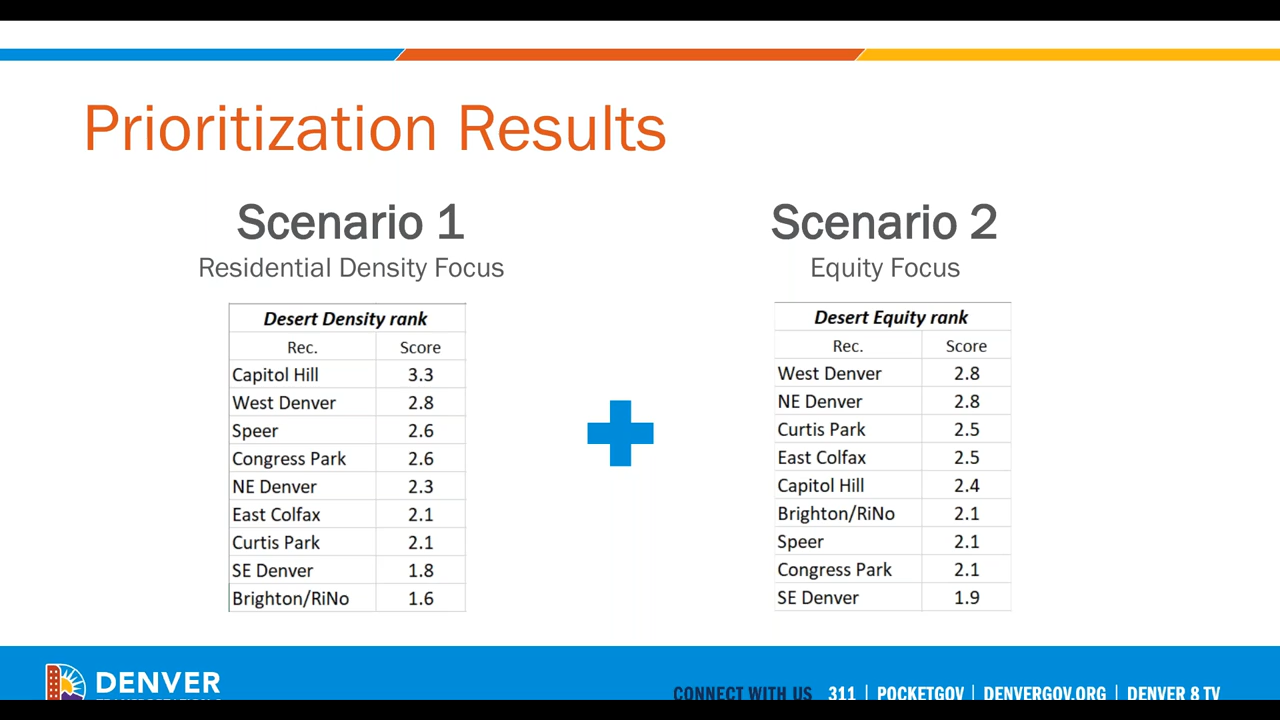 Prioritization Results
Scenario 1
Residential Density Focus
Desert Density rank
Rec. Score
Capitol Hill 3.3
West Denver 2.8
Speer 2.6
Congress Park 2.6
NE Denver 2.3
East Colfax 2.1
Curtis Park 2.1
SE Denver 1.8
Brighton/RiNo 1.6
Scenario 2
Equity Focus
Desert Equity rank
Rec. Score
West Denver 2.8
NE Denver 2.8
Curtis Park 2.5
East Colfax 2.5
Capitol Hill 2.4
Brighton/RiNo 2.1
Speer 2.1
Congress Park 2.1
SE Denver 1.9
DENVER
CONNECT WITH US 311 | POCKETGOV | DENVERGOV.ORG | DENVER 8 TV